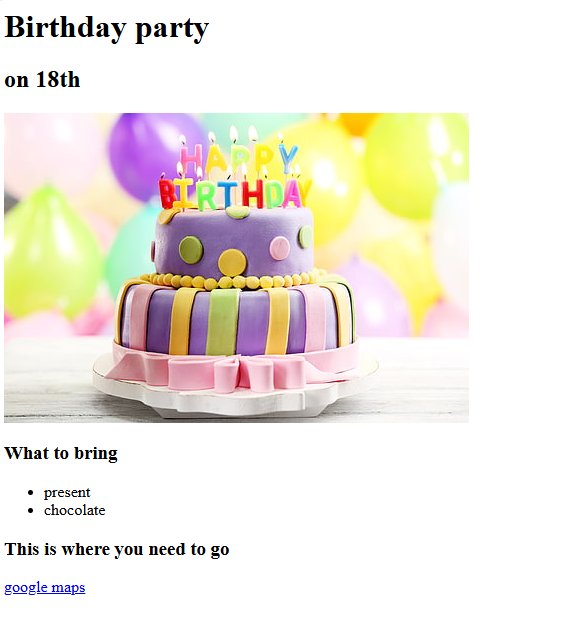 Birthday party
on 18th
HAPPY
BIRTHDAY
What to bring
present
chocolate
This is where you need to go
google maps